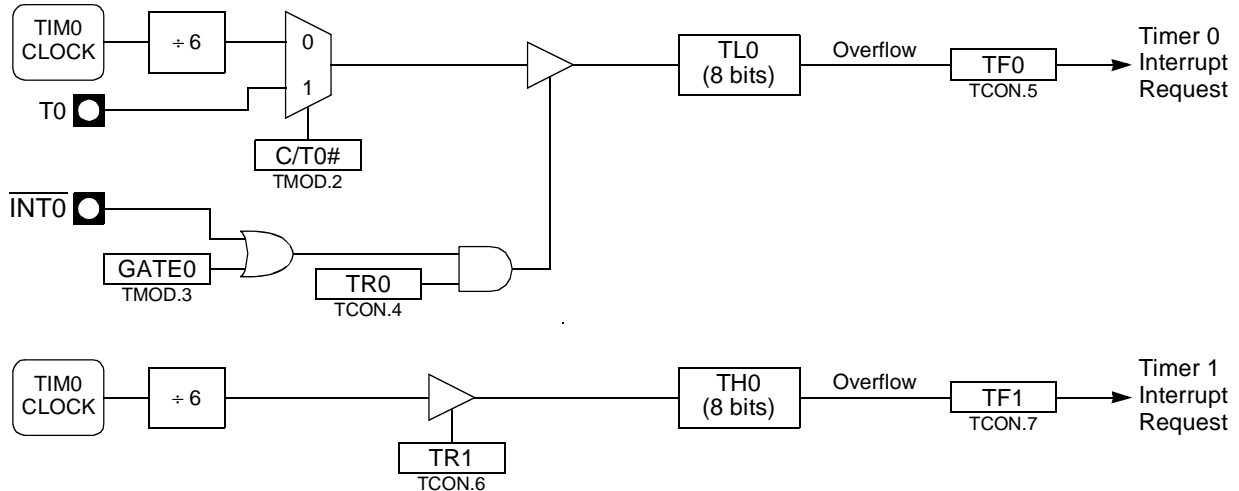 TIM0
CLOCK
÷ 6
0
1
T0
C/T0#
TMOD.2
TL0
(8 bits)
Overflow
TF0
TCON.5
Timer 0
Interrupt
Request
INT0
GATE0
TMOD.3
TR0
TCON.4
TIM0
CLOCK
÷ 6
TR1
TCON.6
TH0
(8 bits)
Overflow
TF1
TCON.7
Timer 1
Interrupt
Request